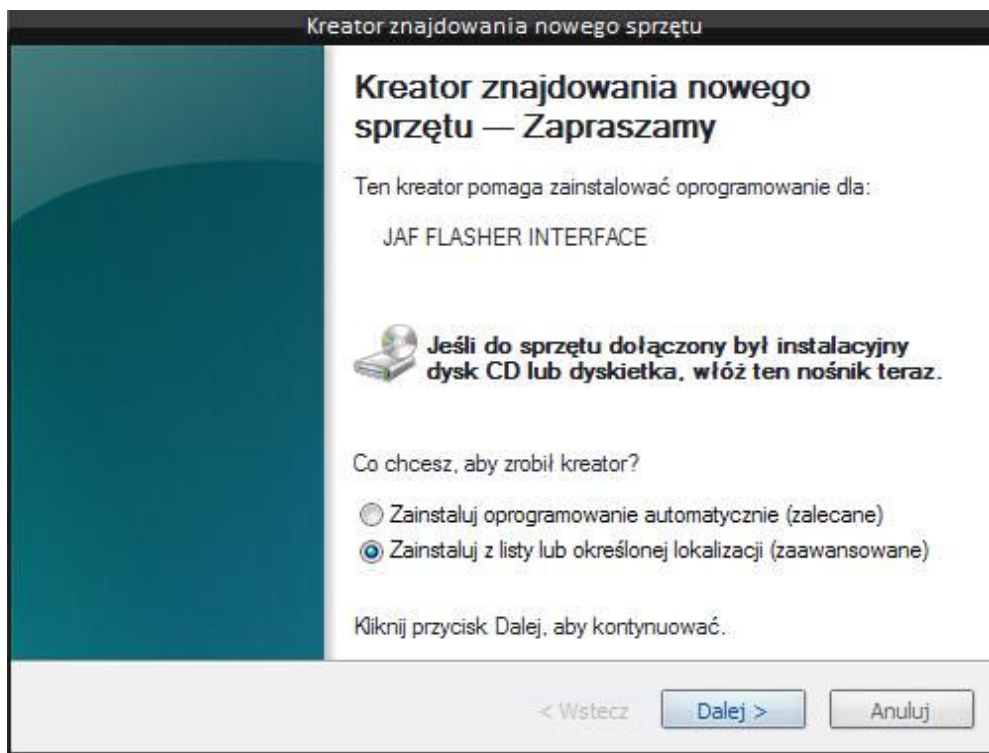 Kreator znajdowania nowego sprzętu
Kreator znajdowania nowego
sprzętu — Zapraszamy
Ten kreator pomaga zainstalować oprogramowanie dla:
JAF FLASHER INTERFACE
Jeśli do sprzętu dołączony był instalacyjny
dysk CD lub dyskietka, włóż ten nośnik teraz.
Co chcesz, aby zrobił kreator?
Zainstaluj oprogramowanie automatycznie (zalecane)
Zainstaluj z listy lub określonej lokalizacji (zaawansowane)
Kliknij przycisk Dalej, aby kontynuować.
< Wstecz Dalej > Anuluj